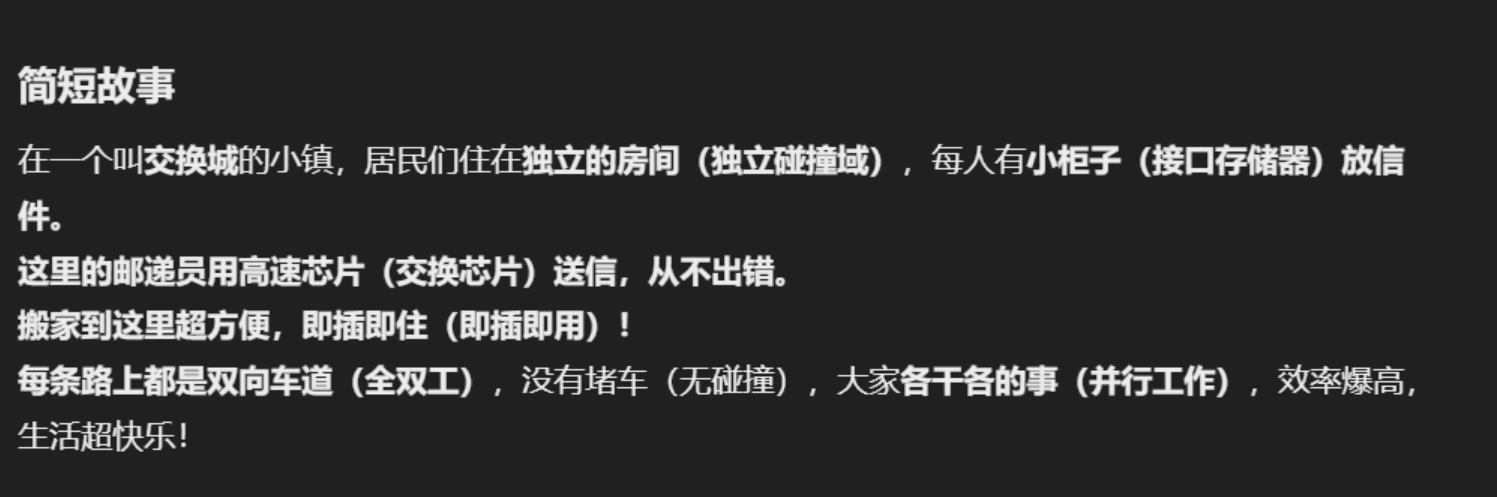 简短故事
在一个叫交换城的小镇，居民们住在独立的房间（独立碰撞域），每人有小柜子（接口存储器）放信
件。
这里的邮递员用高速芯片（交换芯片）送信，从不出错。
搬家到这里超方便，即插即住（即插即用）！
每条路上都是双向车道（全双工），没有堵车（无碰撞），大家各干各的事（并行工作），效率爆高，
生活超快乐！